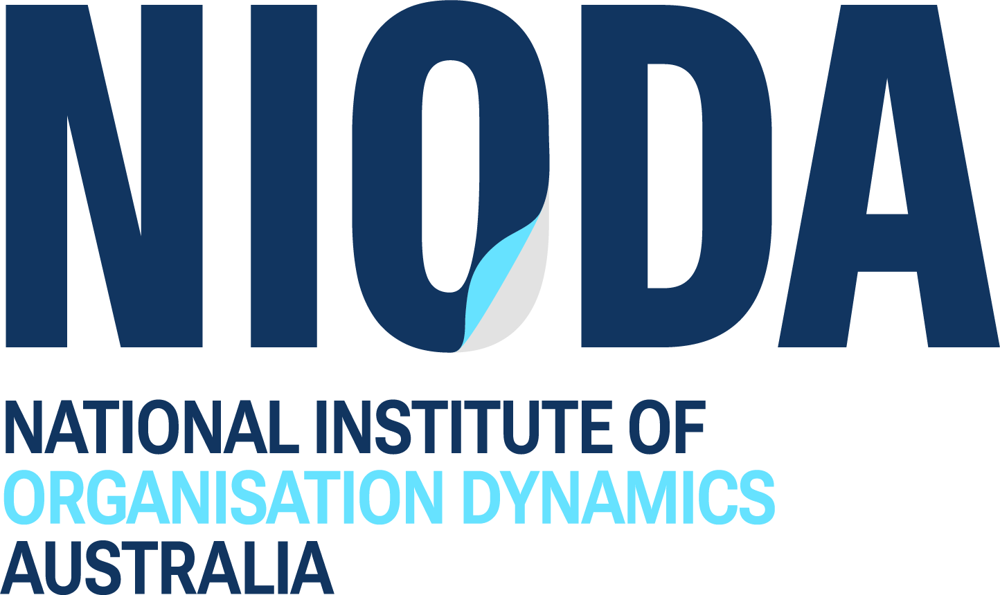 NIODA
NATIONAL INSTITUTE OF
ORGANISATION DYNAMICS
AUSTRALIA